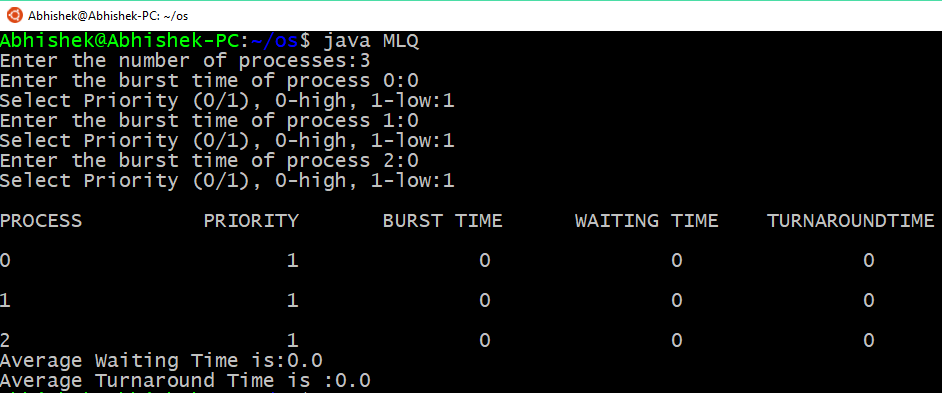 Abhishek@Abhishek-PC: ~/os
Abhishek@Abhishek-PC:~/os$ java MLQ
Enter the number of processes:3
Enter the burst time of process 0:0
Select Priority (0/1), 0-high, 1-low:1
Enter the burst time of process 1:0
Select Priority (0/1), 0-high, 1-low:1
Enter the burst time of process 2:0
Select Priority (0/1), 0-high, 1-low:1
PROCESS PRIORITY BURST TIME WAITING TIME TURNAROUNDTIME
0 1 0 0 0
1 1 0 0 0
2 1 0 0 0
Average Waiting Time is:0.0
Average Turnaround Time is :0.0